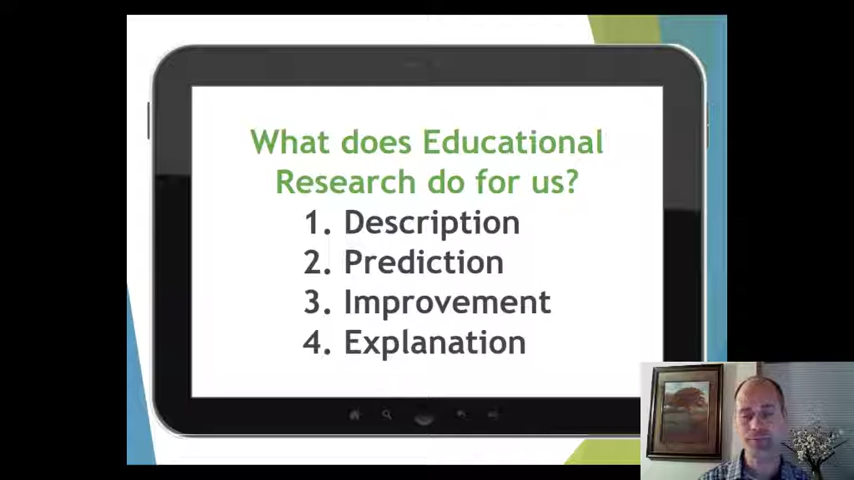 What does Educational
Research do for us?
1. Description
2. Prediction
3. Improvement
4. Explanation